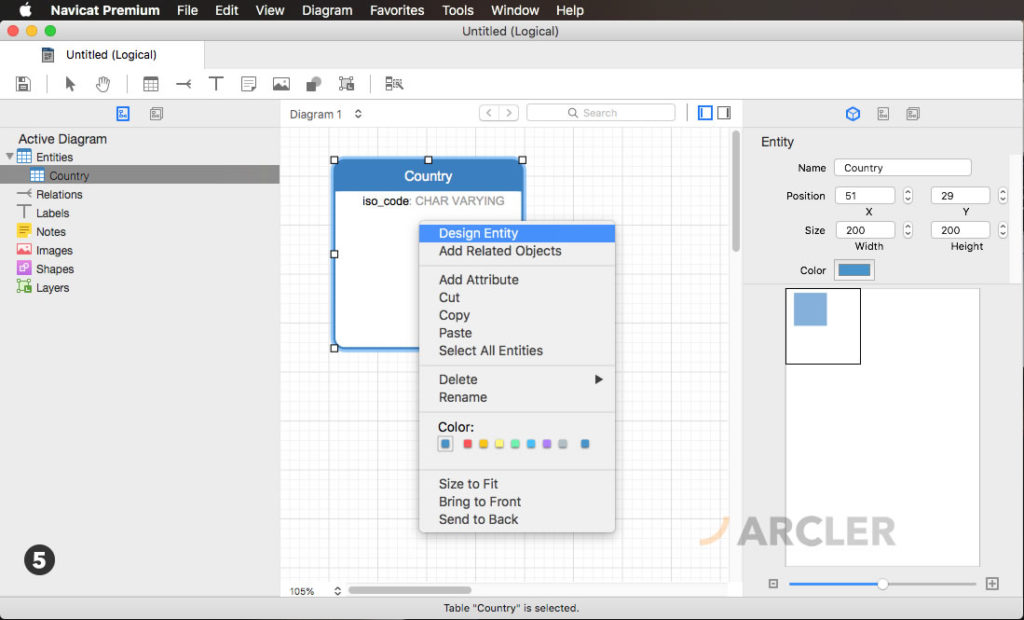 Navicat Premium File Edit View Diagram Favorites Tools Window Help
Untitled (Logical)
Untitled (Logical)
Diagram 1
Search
Active Diagram
Entities
Country
Relations
Labels
Notes
Images
Shapes
Layers
Country
iso_code: CHAR VARYING
Design Entity
Add Related Objects
Add Attribute
Cut
Copy
Paste
Select All Entities
Delete
Rename
Color:
Size to Fit
Bring to Front
Send to Back
Entity
Name Country
Position 51 29
X Y
Size 200 200
Width Height
Color
ARCLER
5
105%
Table "Country" is selected.